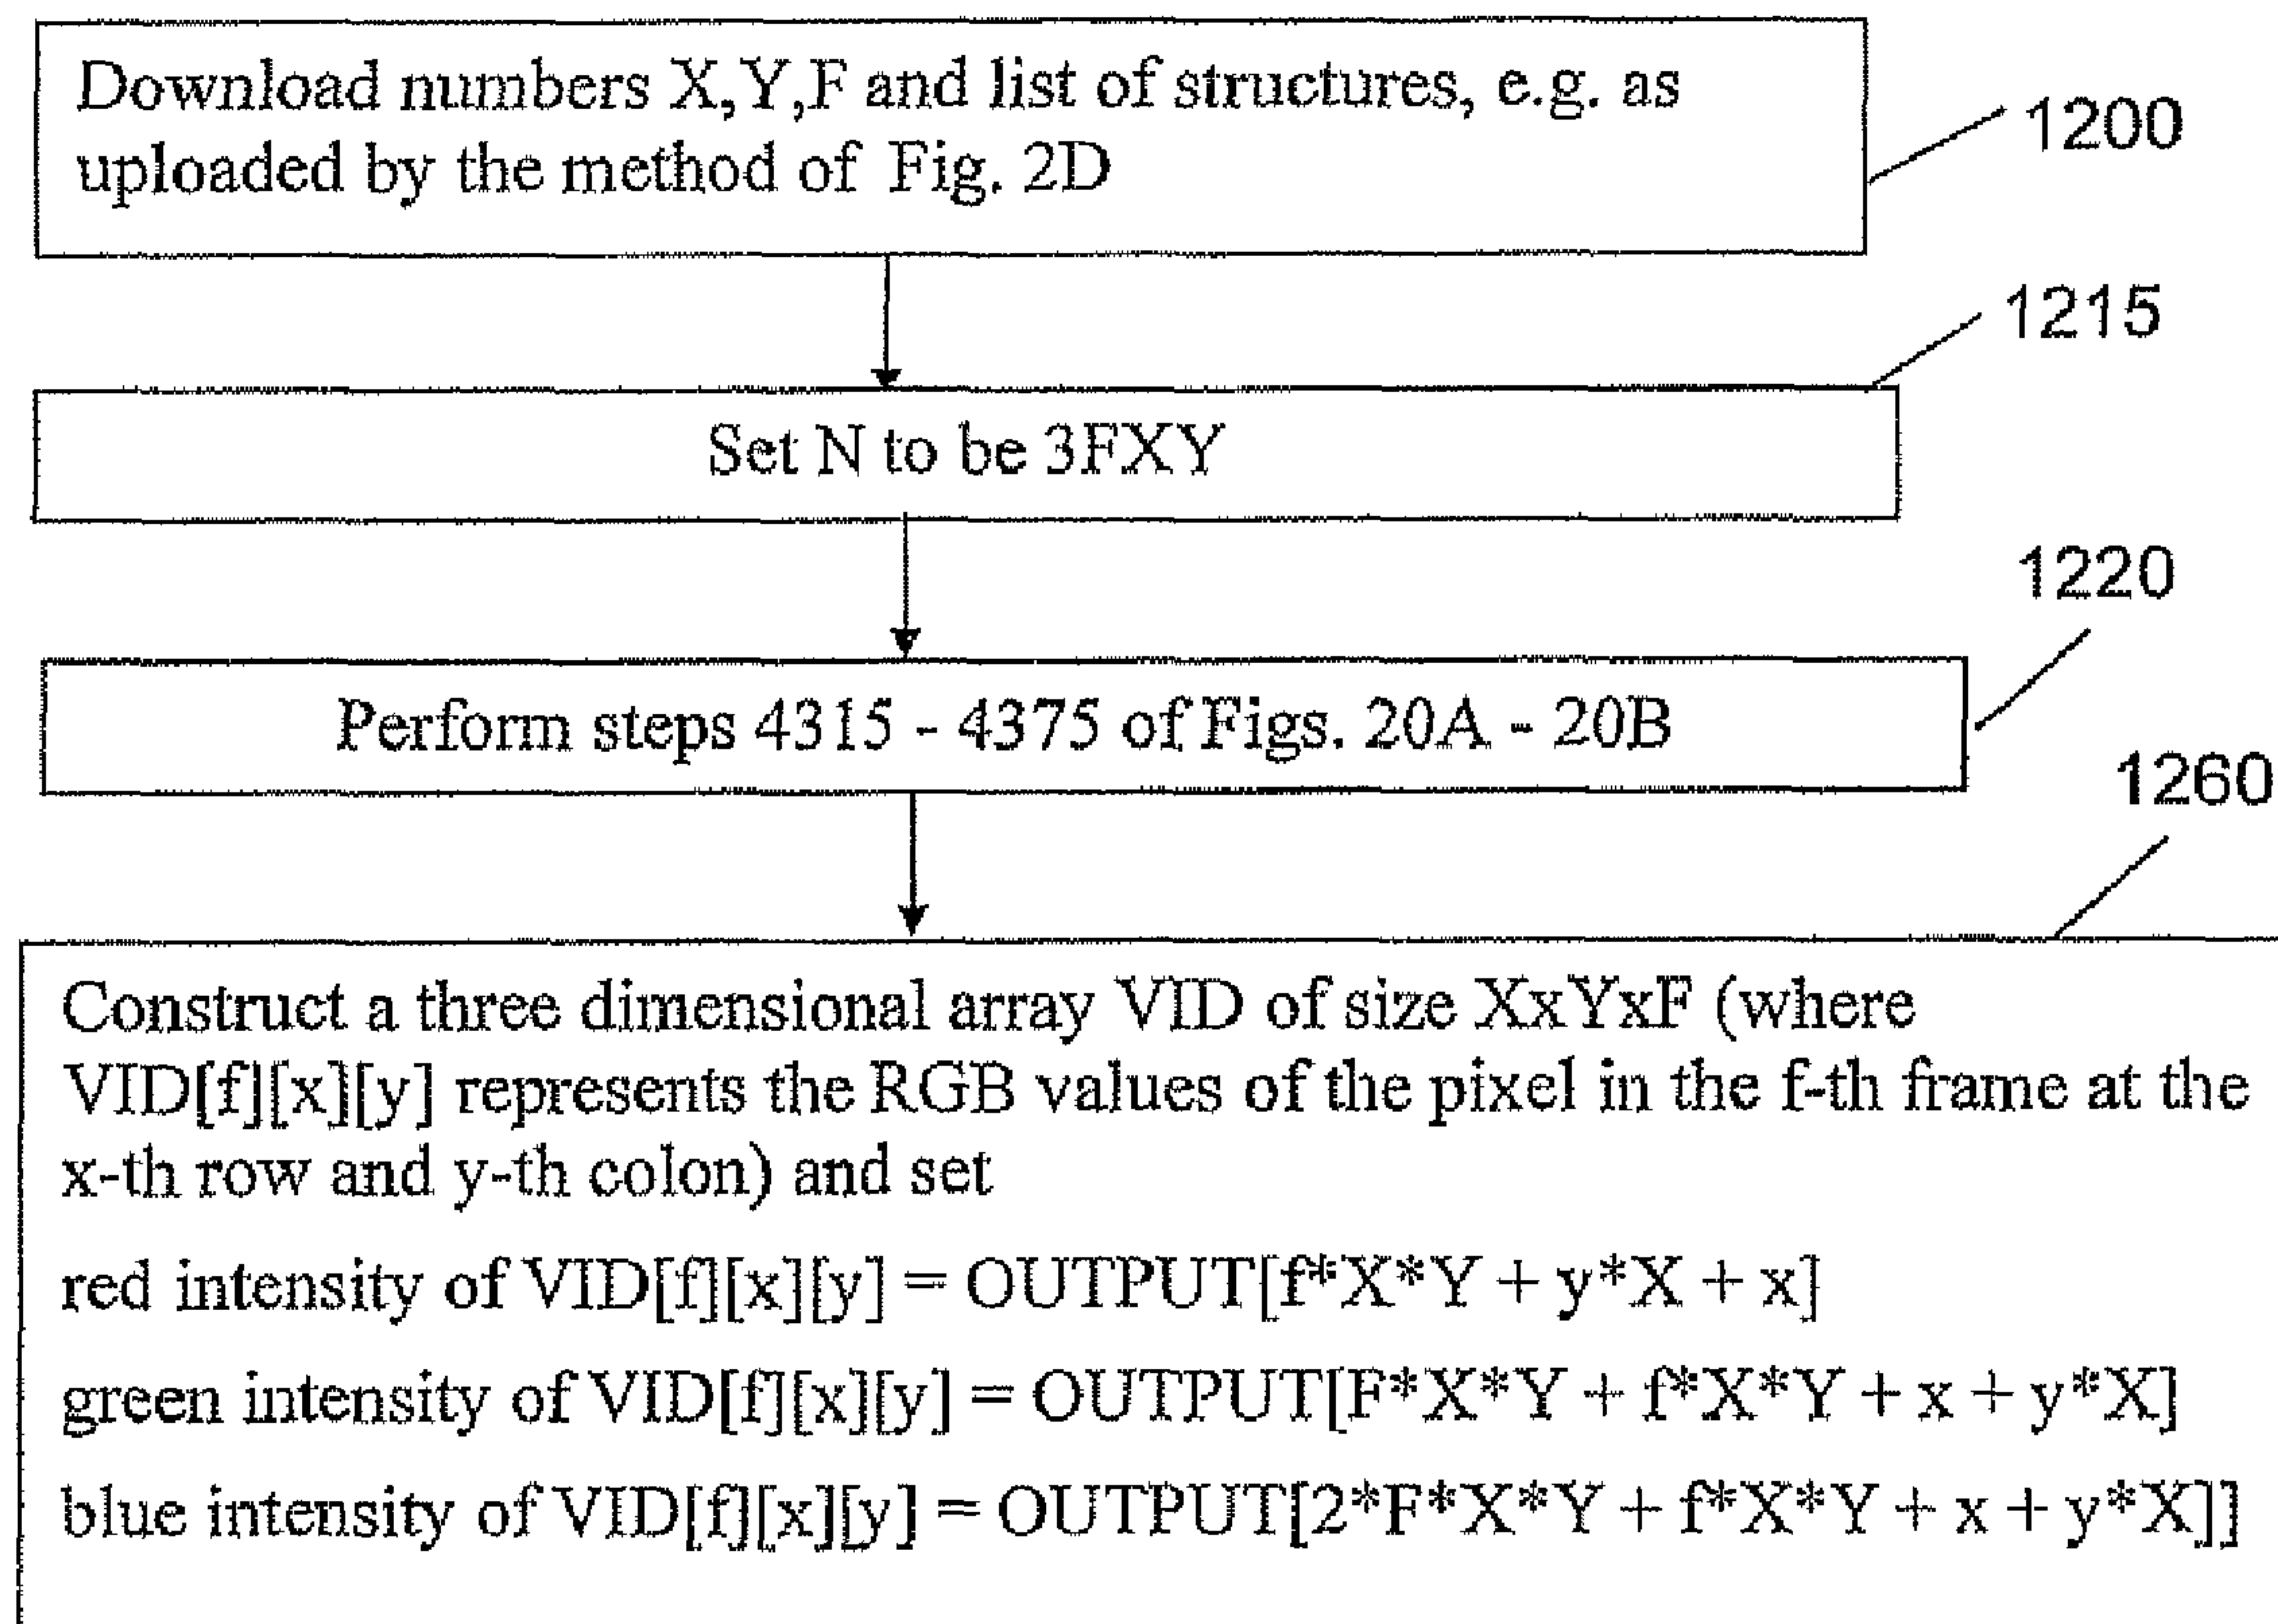 Download numbers X,Y,F and list of structures, e.g. as
uploaded by the method of Fig. 2D
1200
1215
Set N to be 3FXY
1220
Perform steps 4315 - 4375 of Figs. 20A - 20B
1260
Construct a three dimensional array VID of size XxYxF (where
VID[f][x][y] represents the RGB values of the pixel in the f-th frame at the
x-th row and y-th colon) and set
red intensity of VID[f][x][y] = OUTPUT[f*X*Y + y*X + x]
green intensity of VID[f][x][y] = OUTPUT[F*X*Y + f*X*Y + x + y*X]
blue intensity of VID[f][x][y] = OUTPUT[2*F*X*Y + f*X*Y + x + y*X]]